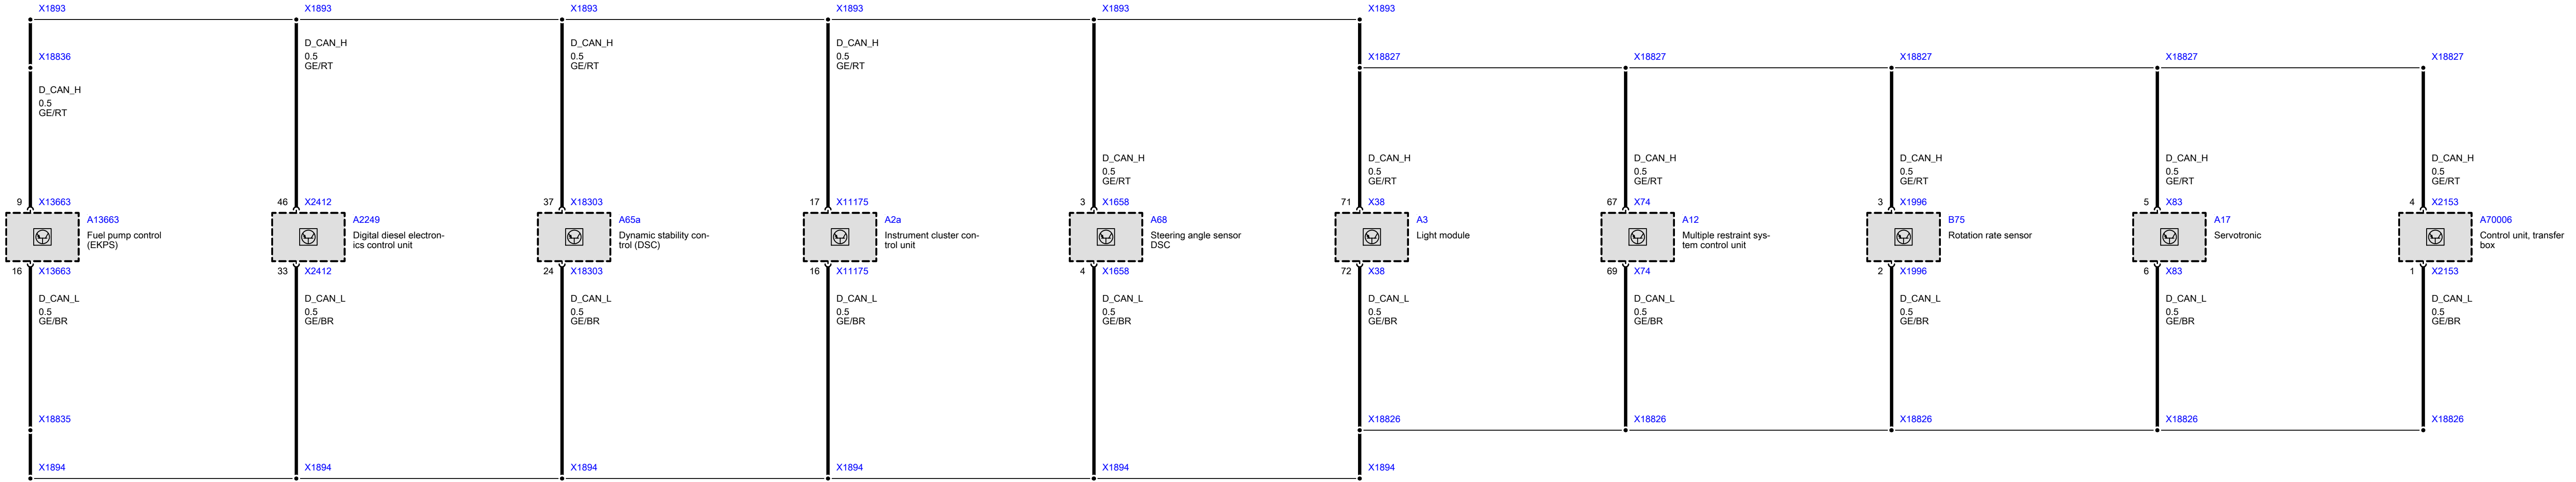 X1893
X1893
X1893
X1893
X1893
X1893
D_CAN_H
0.5
GE/RT
D_CAN_H
0.5
GE/RT
D_CAN_H
0.5
GE/RT
X18836
X18827
X18827
X18827
X18827
X18827
D_CAN_H
0.5
GE/RT
D_CAN_H
0.5
GE/RT
D_CAN_H
0.5
GE/RT
D_CAN_H
0.5
GE/RT
D_CAN_H
0.5
GE/RT
D_CAN_H
0.5
GE/RT
D_CAN_H
0.5
GE/RT
9 X13663
46 X2412
37 X18303
17 X11175
3 X1658
71 X38
67 X74
3 X1996
5 X83
4 X2153
A13663
Fuel pump control
(EKPS)
A2249
Digital diesel electron-
ics control unit
A65a
Dynamic stability con-
trol (DSC)
A2a
Instrument cluster con-
trol unit
A68
Steering angle sensor
DSC
A3
Light module
A12
Multiple restraint sys-
tem control unit
B75
Rotation rate sensor
A17
Servotronic
A70006
Control unit, transfer
box
16 X13663
33 X2412
24 X18303
16 X11175
4 X1658
72 X38
69 X74
2 X1996
6 X83
1 X2153
D_CAN_L
0.5
GE/BR
D_CAN_L
0.5
GE/BR
D_CAN_L
0.5
GE/BR
D_CAN_L
0.5
GE/BR
D_CAN_L
0.5
GE/BR
D_CAN_L
0.5
GE/BR
D_CAN_L
0.5
GE/BR
D_CAN_L
0.5
GE/BR
D_CAN_L
0.5
GE/BR
D_CAN_L
0.5
GE/BR
X18835
X18826
X18826
X18826
X18826
X18826
X1894
X1894
X1894
X1894
X1894
X1894